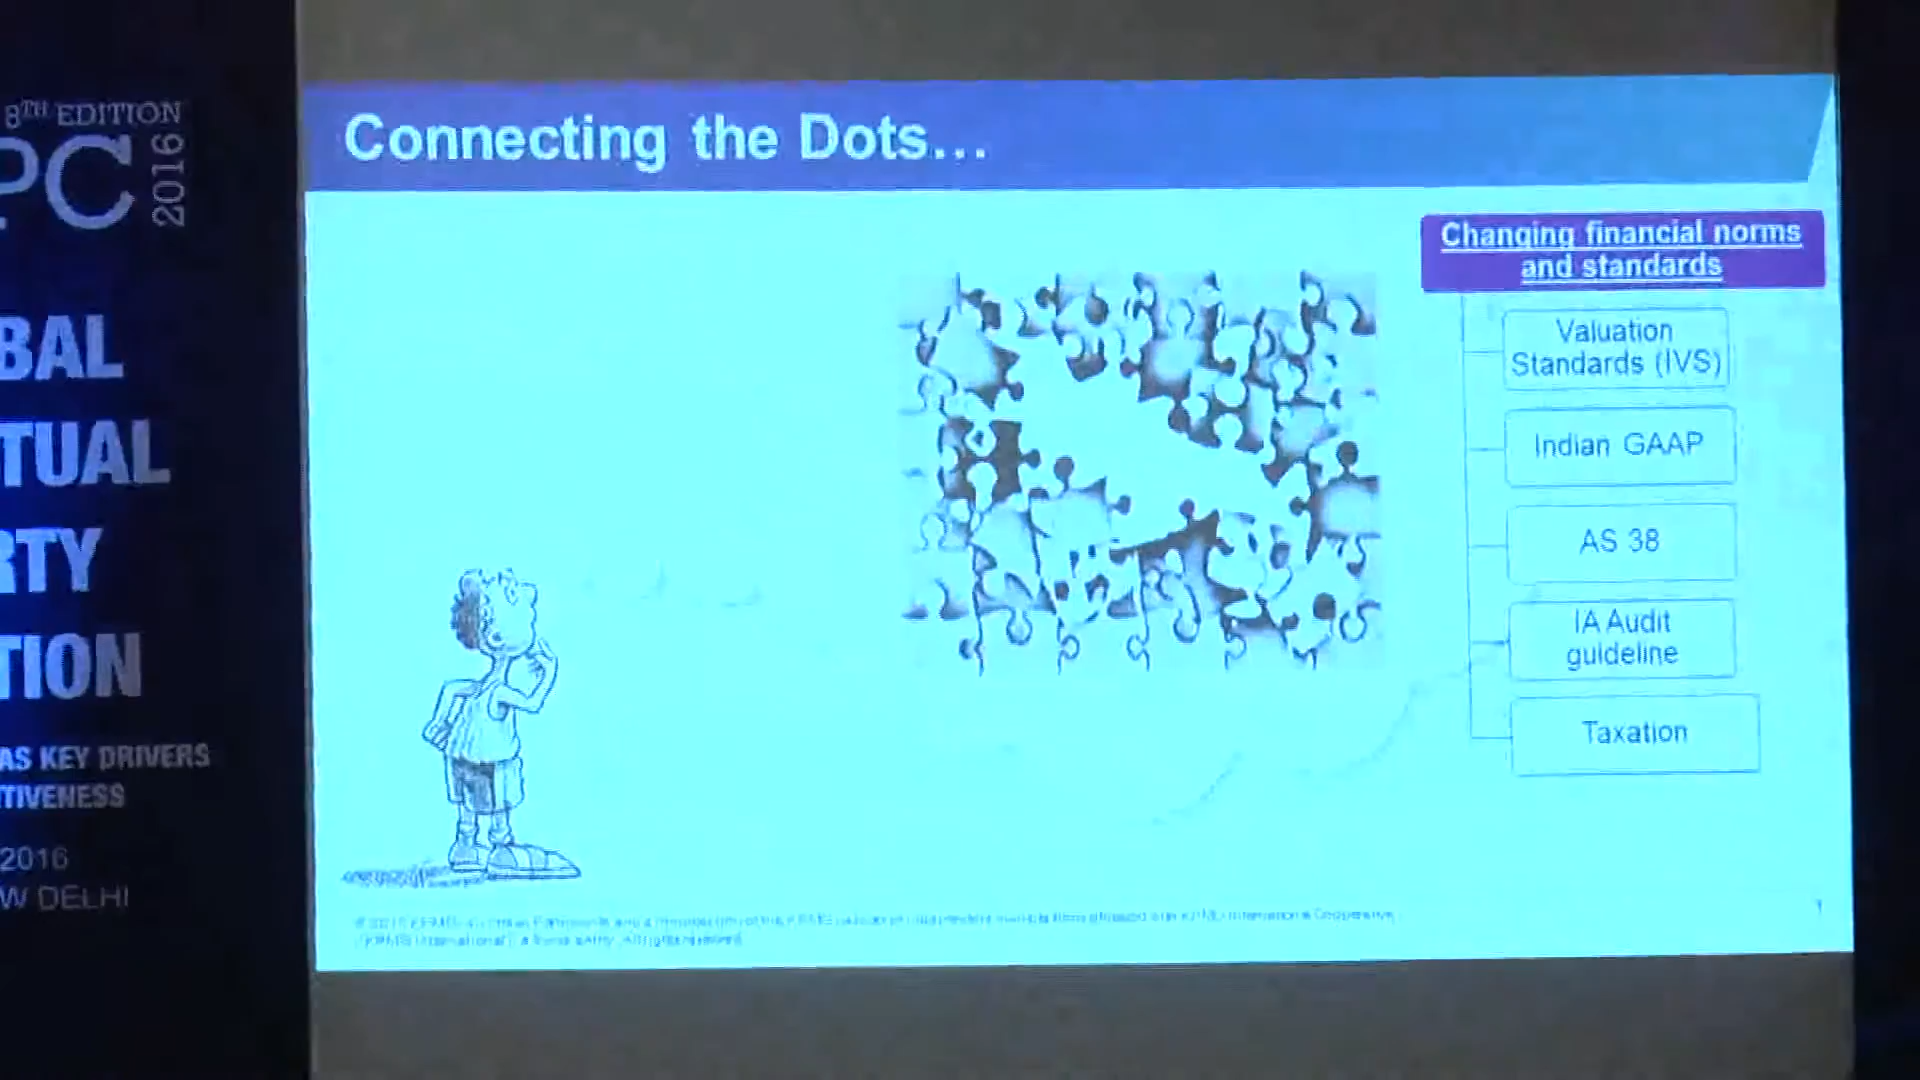 8TH EDITION
PC
2016
BAL
TUAL
RTY
TION
AS KEY DRIVERS
TIVENESS
2016
W DELHI
Connecting the Dots...
Changing financial norms
and standards
Valuation
Standards (IVS)
Indian GAAP
AS 38
IA Audit
guideline
Taxation